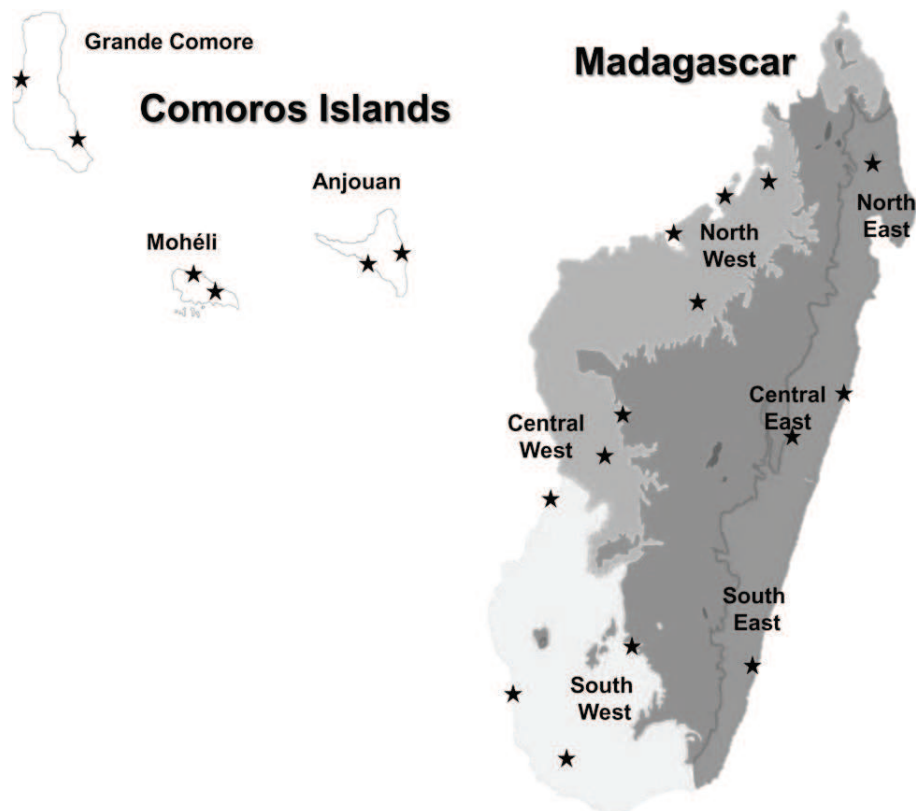 Grande Comore
Comoros Islands
Anjouan
Mohéli
Madagascar
North
East
North
West
Central
East
Central
West
South
East
South
West